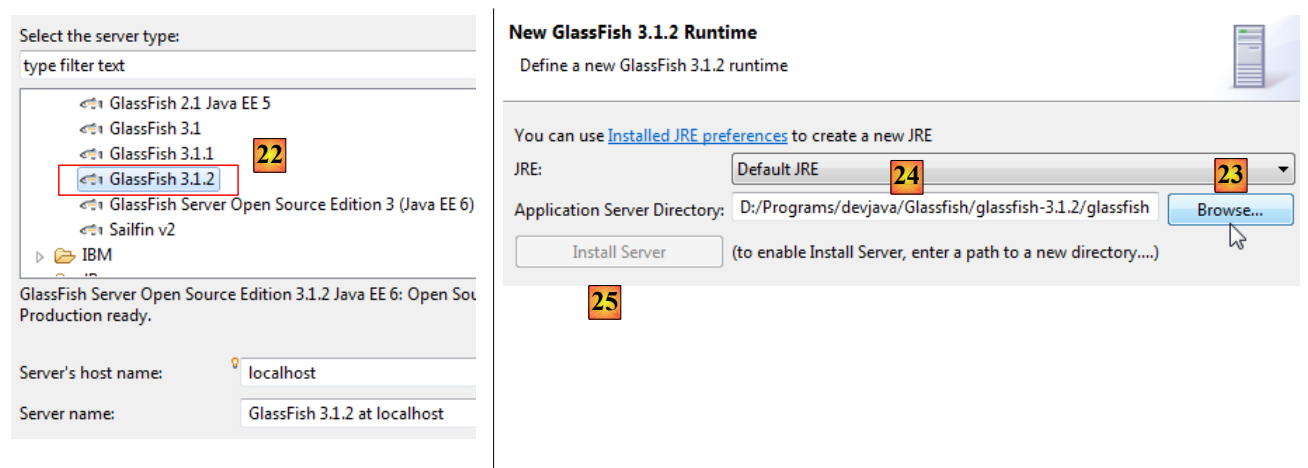 Select the server type:
type filter text
GlassFish 2.1 Java EE 5
GlassFish 3.1
GlassFish 3.1.1
22
GlassFish 3.1.2
GlassFish Server Open Source Edition 3 (Java EE 6)
Sailfin v2
IBM
GlassFish Server Open Source Edition 3.1.2 Java EE 6: Open Sou
Production ready.
Server's host name: localhost
Server name: GlassFish 3.1.2 at localhost
New GlassFish 3.1.2 Runtime
Define a new GlassFish 3.1.2 runtime
You can use Installed JRE preferences to create a new JRE
JRE: Default JRE
24
23
Application Server Directory: D:/Programs/devjava/Glassfish/glassfish-3.1.2/glassfish Browse...
Install Server (to enable Install Server, enter a path to a new directory....)
25